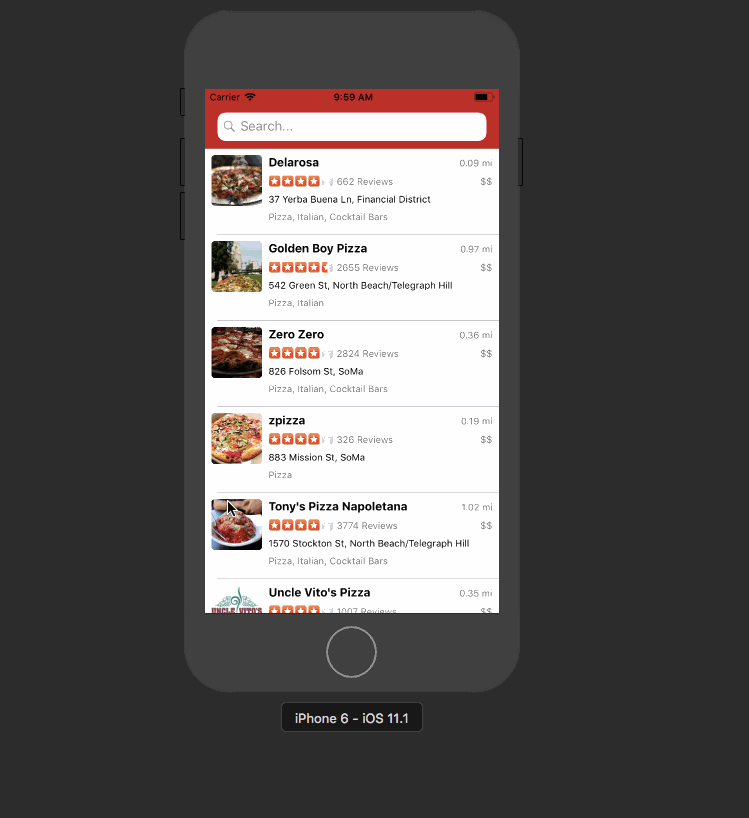 Carrier 9:59 AM
Search...
Delarosa 0.09 mi
662 Reviews $$
37 Yerba Buena Ln, Financial District
Pizza, Italian, Cocktail Bars
Golden Boy Pizza 0.97 mi
2655 Reviews $$
542 Green St, North Beach/Telegraph Hill
Pizza, Italian
Zero Zero 0.36 mi
2824 Reviews $$
826 Folsom St, SoMa
Pizza, Italian, Cocktail Bars
zpizza 0.19 mi
326 Reviews $$
883 Mission St, SoMa
Pizza
Tony's Pizza Napoletana 1.02 mi
3774 Reviews $$
1570 Stockton St, North Beach/Telegraph Hill
Pizza, Italian, Cocktail Bars
Uncle Vito's Pizza 0.35 mi
UNCLE VITO'S 1007 Reviews $$
iPhone 6 - iOS 11.1